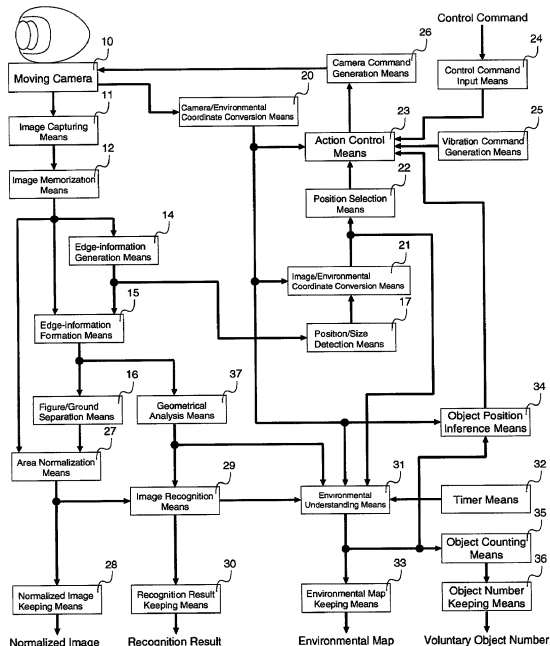 Control Command
10
Moving Camera
26
Camera Command
Generation Means
24
Control Command
Input Means
20
Camera/Environmental
Coordinate Conversion Means
11
Image Capturing
Means
23
Action Control
Means
25
Vibration Command
Generation Means
12
Image Memorization
Means
22
Position Selection
Means
14
Edge-information
Generation Means
21
Image/Environmental
Coordinate Conversion Means
15
Edge-information
Formation Means
17
Position/Size
Detection Means
16
Figure/Ground
Separation Means
37
Geometrical
Analysis Means
34
Object Position
Inference Means
27
Area Normalization
Means
29
Image Recognition
Means
31
Environmental
Understanding Means
32
Timer Means
35
Object Counting
Means
28
Normalized Image
Keeping Means
30
Recognition Result
Keeping Means
33
Environmental Map
Keeping Means
36
Object Number
Keeping Means
Normalized Image
Recognition Result
Environmental Map
Voluntary Object Number